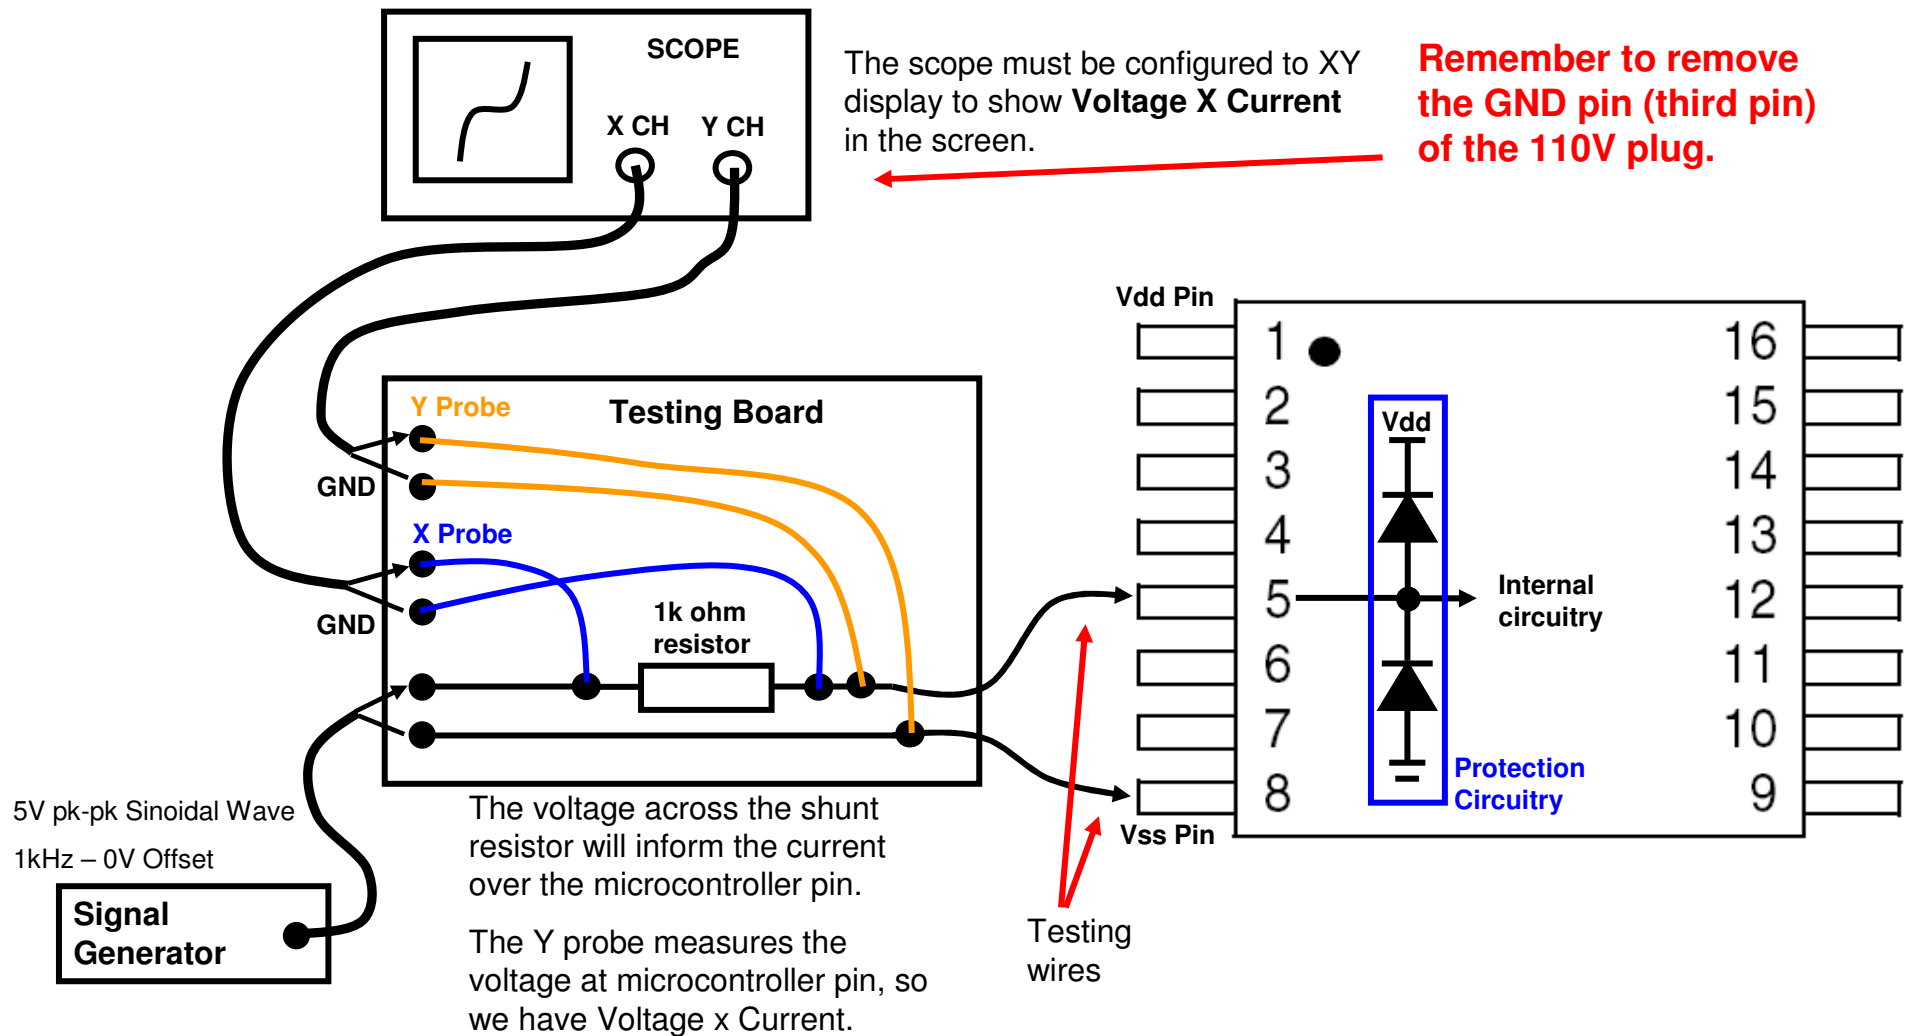 SCOPE
X CH
Y CH
The scope must be configured to XY
display to show Voltage X Current
in the screen.
Remember to remove
the GND pin (third pin)
of the 110V plug.
Testing Board
Y Probe
GND
X Probe
GND
1k ohm
resistor
5V pk-pk Sinoidal Wave
1kHz – 0V Offset
Signal
Generator
The voltage across the shunt
resistor will inform the current
over the microcontroller pin.
The Y probe measures the
voltage at microcontroller pin, so
we have Voltage x Current.
Testing
wires
Vdd Pin
1
2
3
4
5
6
7
8
Vss Pin
Vdd
Internal
circuitry
Protection
Circuitry
16
15
14
13
12
11
10
9